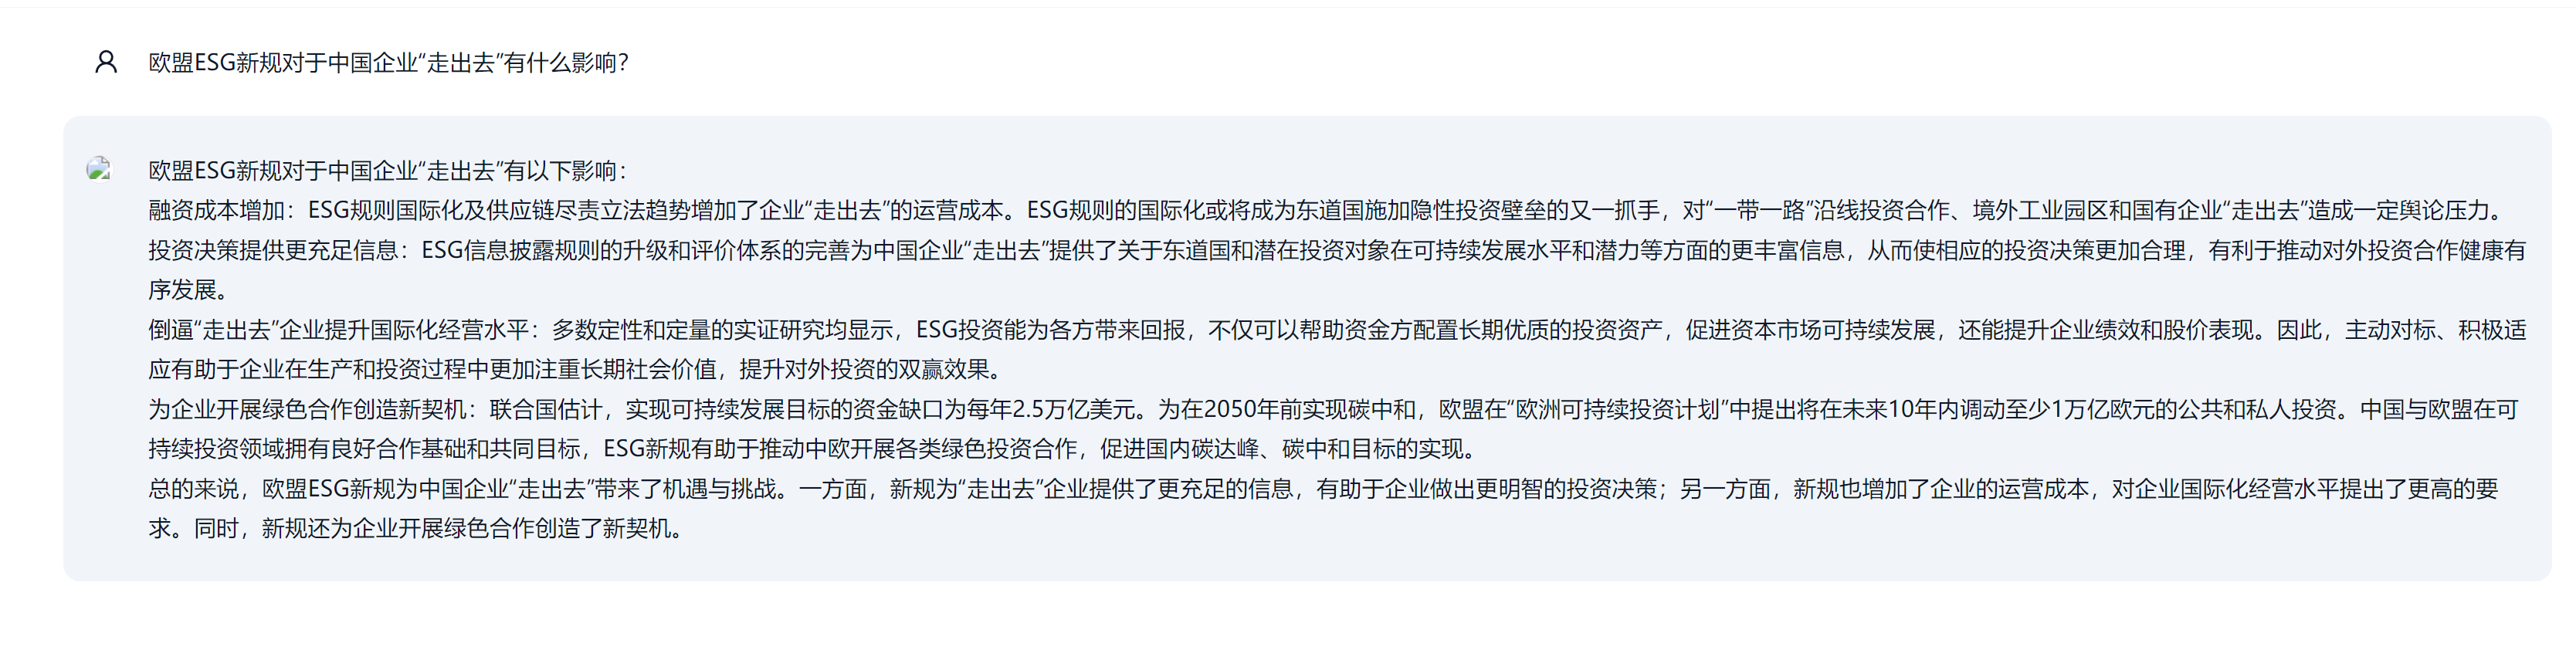 欧盟ESG新规对于中国企业“走出去”有什么影响？
欧盟ESG新规对于中国企业“走出去”有以下影响：
融资成本增加：ESG规则国际化及供应链尽责立法趋势增加了企业“走出去”的运营成本。ESG规则的国际化或将成为东道国施加隐性投资壁垒的又一抓手，对“一带一路”沿线投资合作、境外工业园区和国有企业“走出去”造成一定舆论压力。
投资决策提供更充足信息：ESG信息披露规则的升级和评价体系的完善为中国企业“走出去”提供了关于东道国和潜在投资对象在可持续发展水平和潜力等方面的更丰富信息，从而使相应的投资决策更加合理，有利于推动对外投资合作健康有
序发展。
倒逼“走出去”企业提升国际化经营水平：多数定性和定量的实证研究均显示，ESG投资能为各方带来回报，不仅可以帮助资金方配置长期优质的投资资产，促进资本市场可持续发展，还能提升企业绩效和股价表现。因此，主动对标、积极适
应有助于企业在生产和投资过程中更加注重长期社会价值，提升对外投资的双赢效果。
为企业开展绿色合作创造新契机：联合国估计，实现可持续发展目标的资金缺口为每年2.5万亿美元。为在2050年前实现碳中和，欧盟在“欧洲可持续投资计划”中提出将在未来10年内调动至少1万亿欧元的公共和私人投资。中国与欧盟在可
持续投资领域拥有良好合作基础和共同目标，ESG新规有助于推动中欧开展各类绿色投资合作，促进国内碳达峰、碳中和目标的实现。
总的来说，欧盟ESG新规为中国企业“走出去”带来了机遇与挑战。一方面，新规为“走出去”企业提供了更充足的信息，有助于企业做出更明智的投资决策；另一方面，新规也增加了企业的运营成本，对企业国际化经营水平提出了更高的要
求。同时，新规还为企业开展绿色合作创造了新契机。